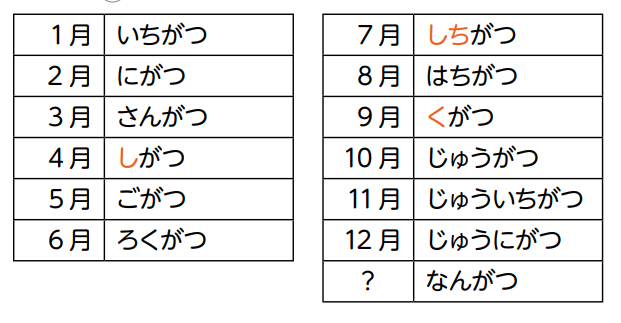 1月 いちがつ
2月 にがつ
3月 さんがつ
4月 しがつ
5月 ごがつ
6月 ろくがつ
7月 しちがつ
8月 はちがつ
9月 くがつ
10月 じゅうがつ
11月 じゅういちがつ
12月 じゅうにがつ
? なんがつ